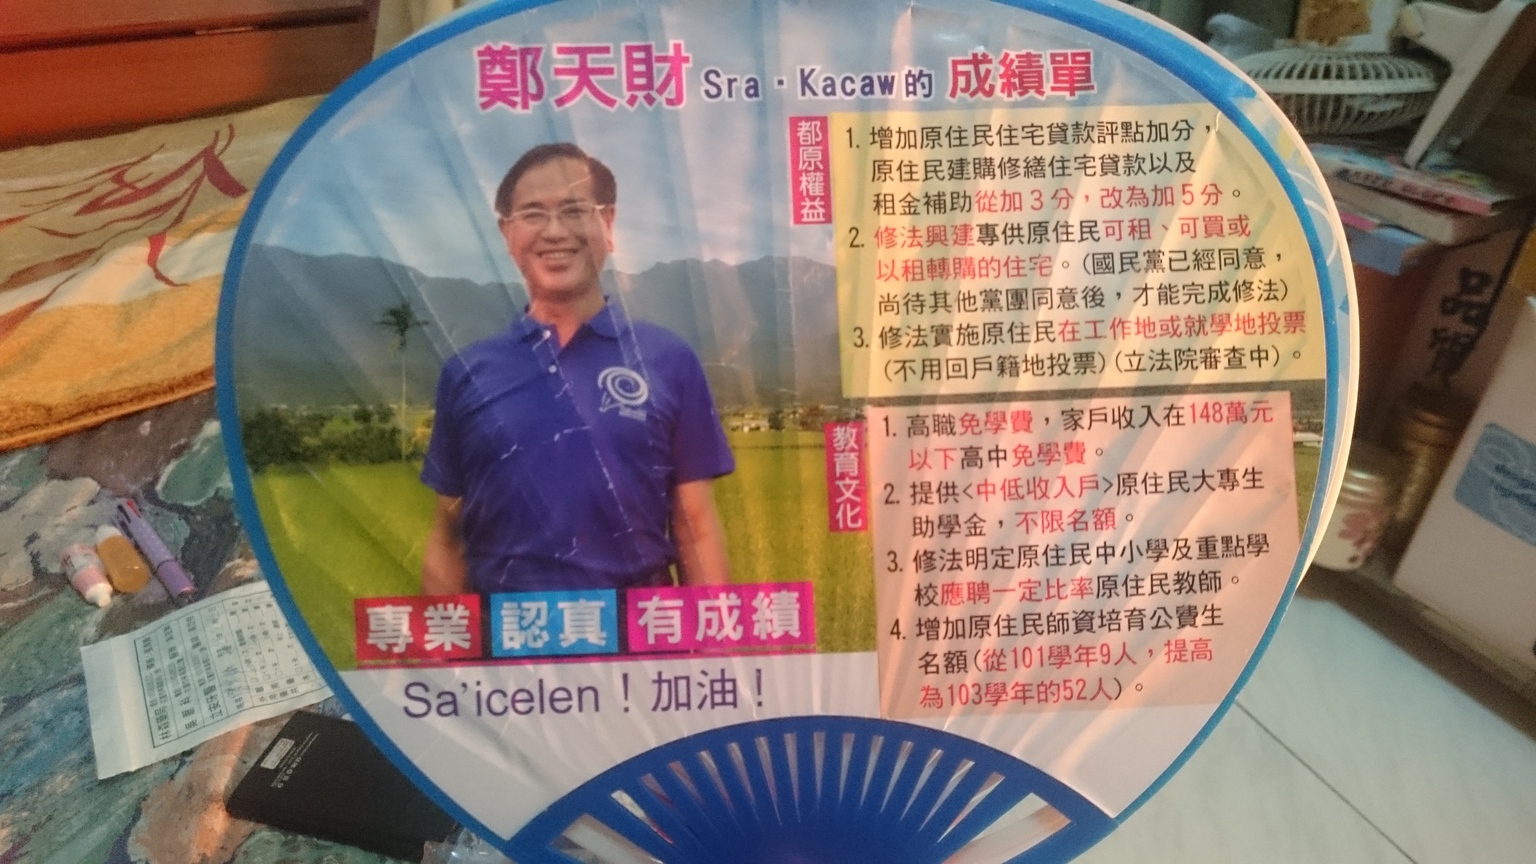 鄭天財 Sra·Kacaw的 成績單
都原權益
1. 增加原住民住宅貸款評點加分，
原住民建購修繕住宅貸款以及
租金補助從加3分，改為加5分。
2. 修法興建專供原住民可租、可買或
以租轉購的住宅。(國民黨已經同意，
尚待其他黨團同意後，才能完成修法)
3. 修法實施原住民在工作地或就學地投票
(不用回戶籍地投票)(立法院審查中)。
教育文化
1. 高職免學費，家戶收入在148萬元
以下高中免學費。
2. 提供<中低收入戶>原住民大專生
助學金，不限名額。
3. 修法明定原住民中小學及重點學
校應聘一定比率原住民教師。
4. 增加原住民師資培育公費生
名額(從101學年9人，提高
為103學年的52人)。
專業 認真 有成績
Sa'icelen！加油！
品質